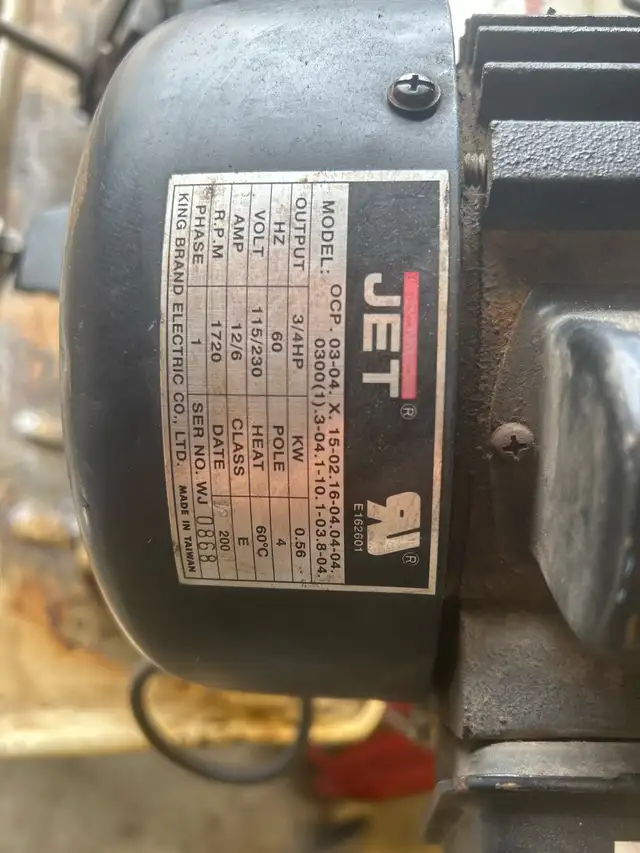 JET ®
®
E162601
MODEL: OCP. 03-04. X. 15-02.16-04.04-04.
0300(1).3-04.1-10.1-03.8-04.
OUTPUT 3/4HP KW 0.56
HZ 60 POLE 4
VOLT 115/230 HEAT 60°C
AMP 12/6 CLASS E
R.P.M 1720 DATE 200
PHASE 1 SER NO. WJ 0868
KING BRAND ELECTRIC CO., LTD. MADE IN TAIWAN